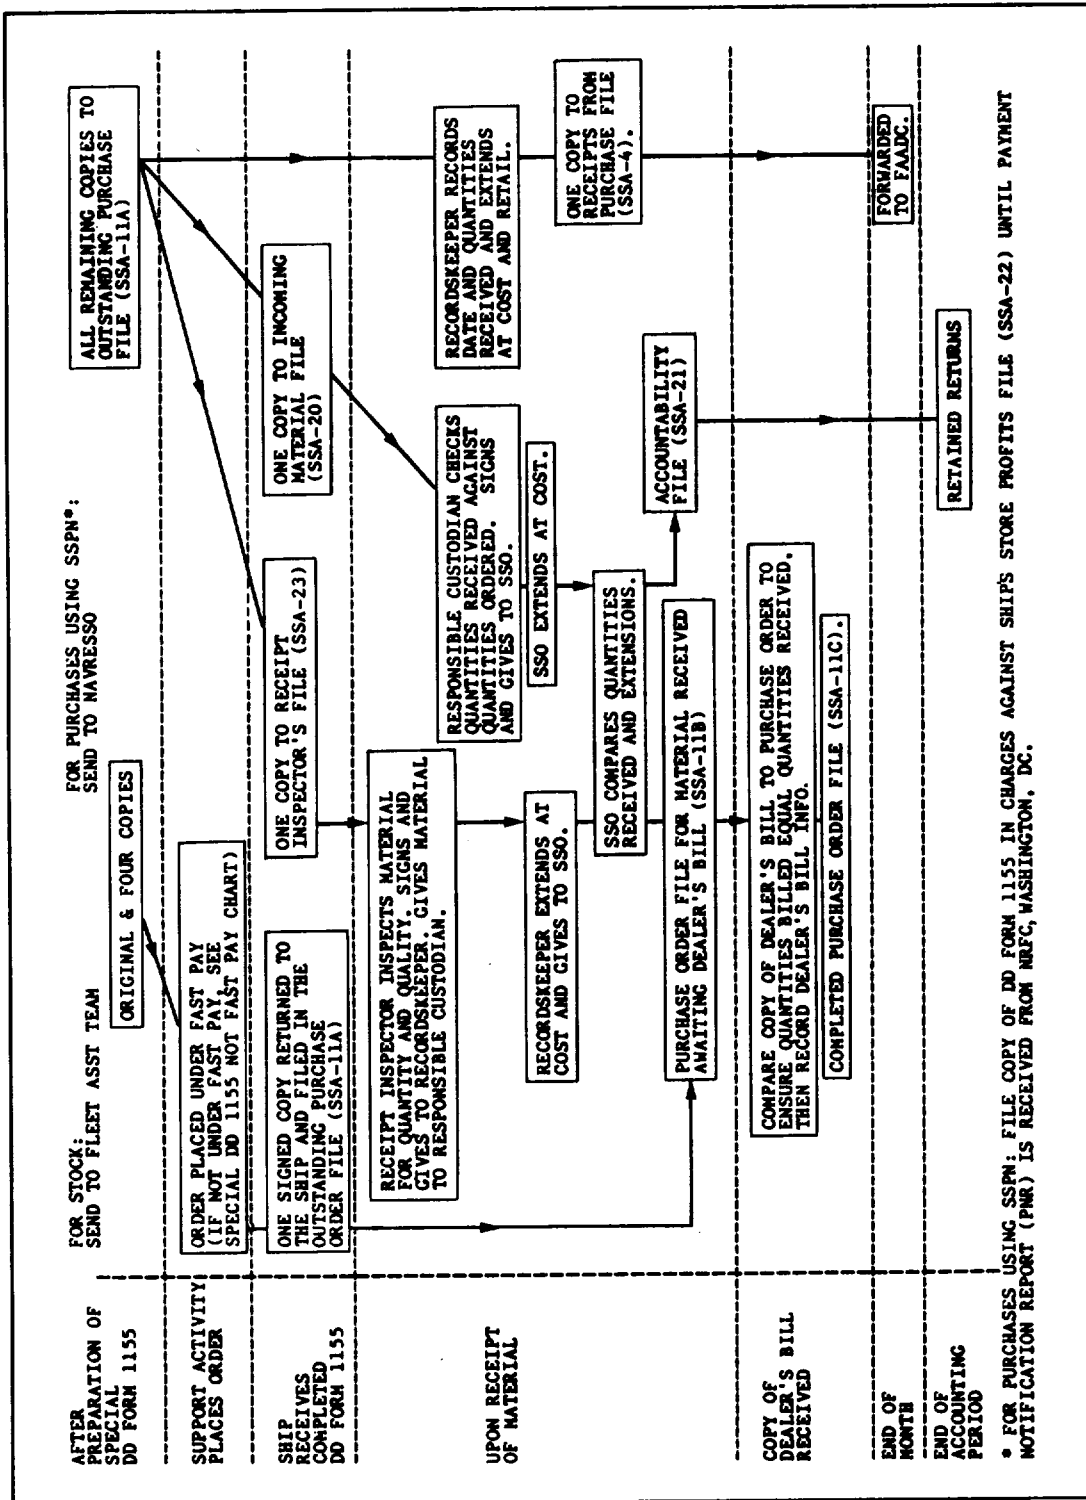 AFTER
PREPARATION OF
SPECIAL
DD FORM 1155
FOR STOCK:
SEND TO FLEET ASST TEAM
FOR PURCHASES USING SSPN*:
SEND TO NAVRESSO
ORIGINAL & FOUR COPIES
ALL REMAINING COPIES TO
OUTSTANDING PURCHASE
FILE (SSA-11A)
SUPPORT ACTIVITY
PLACES ORDER
ORDER PLACED UNDER FAST PAY
(IF NOT UNDER FAST PAY, SEE
SPECIAL DD 1155 NOT FAST PAY CHART)
SHIP
RECEIVES
COMPLETED
DD FORM 1155
ONE SIGNED COPY RETURNED TO
THE SHIP AND FILED IN THE
OUTSTANDING PURCHASE
ORDER FILE (SSA-11A)
ONE COPY TO RECEIPT
INSPECTOR'S FILE (SSA-23)
ONE COPY TO INCOMING
MATERIAL FILE
(SSA-20)
UPON RECEIPT
OF MATERIAL
RECEIPT INSPECTOR INSPECTS MATERIAL
FOR QUANTITY AND QUALITY. SIGNS AND
GIVES TO RECORDSKEEPER. GIVES MATERIAL
TO RESPONSIBLE CUSTODIAN.
RESPONSIBLE CUSTODIAN CHECKS
QUANTITIES RECEIVED AGAINST
QUANTITIES ORDERED. SIGNS
AND GIVES TO SSO.
RECORDSKEEPER RECORDS
DATE AND QUANTITIES
RECEIVED AND EXTENDS
AT COST AND RETAIL.
RECORDSKEEPER EXTENDS AT
COST AND GIVES TO SSO.
SSO EXTENDS AT COST.
ONE COPY TO
RECEIPTS FROM
PURCHASE FILE
(SSA-4).
SSO COMPARES QUANTITIES
RECEIVED AND EXTENSIONS.
ACCOUNTABILITY
FILE (SSA-21)
PURCHASE ORDER FILE FOR MATERIAL RECEIVED
AWAITING DEALER'S BILL (SSA-11B)
COPY OF
DEALER'S BILL
RECEIVED
COMPARE COPY OF DEALER'S BILL TO PURCHASE ORDER TO
ENSURE QUANTITIES BILLED EQUAL QUANTITIES RECEIVED.
THEN RECORD DEALER'S BILL INFO.
COMPLETED PURCHASE ORDER FILE (SSA-11C).
END OF
MONTH
FORWARDED
TO FAADC.
END OF
ACCOUNTING
PERIOD
RETAINED RETURNS
* FOR PURCHASES USING SSPN: FILE COPY OF DD FORM 1155 IN CHARGES AGAINST SHIP'S STORE PROFITS FILE (SSA-22) UNTIL PAYMENT
NOTIFICATION REPORT (PNR) IS RECEIVED FROM NRFC, WASHINGTON, DC.